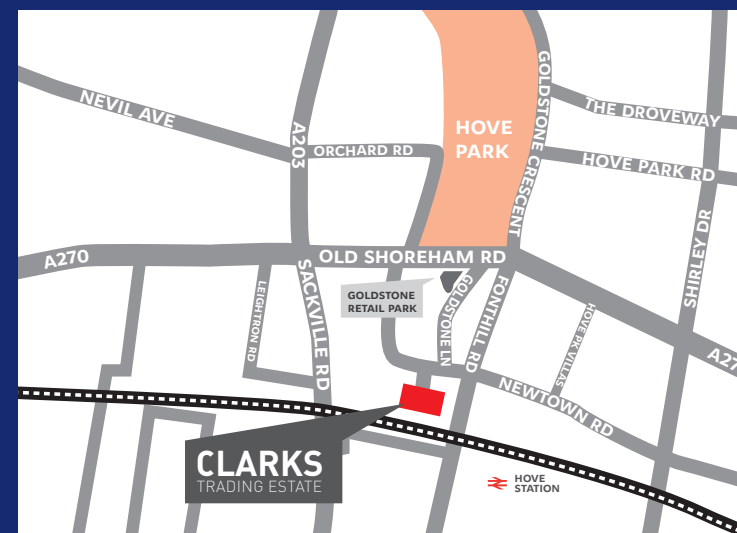 NEVIL AVE
A203
ORCHARD RD
HOVE
PARK
GOLDSTONE CRESCENT
THE DROVEWAY
HOVE PARK RD
SHIRLEY DR
A270
OLD SHOREHAM RD
SACKVILLE RD
LEIGHTRON RD
GOLDSTONE
RETAIL PARK
GOLDSTONE LN
FONTHILL RD
HOVE PK VILLAS
A27
NEWTOWN RD
CLARKS
TRADING ESTATE
HOVE
STATION